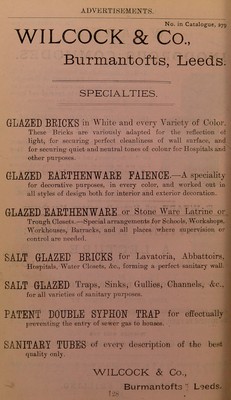 ADVERTISEMENTS.
No. in Catalogue, 275
WILCOCK & Co.,
Burmantofts, Leeds.
SPECIALTIES.
GLAZED BRICKS in White and every Variety of Color.
These Bricks are variously adapted for the reflection of
light, for securing perfect cleanliness of wall surface, and
for securing quiet and neutral tones of colour for Hospitals and
other purposes.
GLAZED EARTHENWARE FAIENCE.—A speciality
for decorative purposes, in every color, and worked out in
all styles of design both for interior and exterior decoration.
GLAZED EARTHENWARE or Stone Ware Latrine or
Trough Closets.—Special arrangements for Schools, Workshops,
Workhouses, Barracks, and all places where supervision or
control are needed.
SALT GLAZED BRICKS for Lavatoria, Abbattoirs,
Hospitals, Water Closets, &c., forming a perfect sanitary wall.
SALT GLAZED Traps, Sinks, Gullies, Channels, &c.,
for all varieties of sanitary purposes.
PATENT DOUBLE SYPHON TRAP for effectually
preventing the entry of sewer gas to houses.
SANITARY TUBES of every description of the best
quality only.
WILCOCK & Co.,
Burmantofts Leeds.